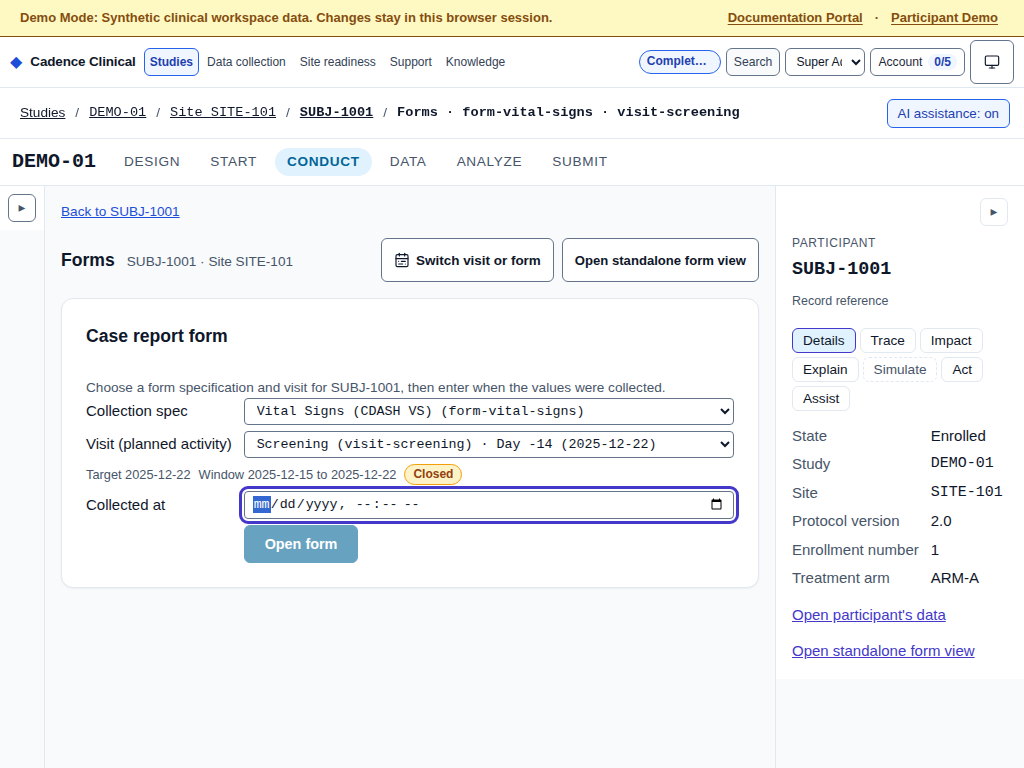 Demo Mode: Synthetic clinical workspace data. Changes stay in this browser session. Documentation Portal · Participant Demo
Cadence Clinical Studies Data collection Site readiness Support Knowledge Complet… Search Super Ad Account 0/5
Studies / DEMO-01 / Site SITE-101 / SUBJ-1001 / Forms · form-vital-signs · visit-screening AI assistance: on
DEMO-01 DESIGN START CONDUCT DATA ANALYZE SUBMIT
Back to SUBJ-1001
Forms SUBJ-1001 · Site SITE-101 Switch visit or form Open standalone form view
Case report form
Choose a form specification and visit for SUBJ-1001, then enter when the values were collected.
Collection spec Vital Signs (CDASH VS) (form-vital-signs)
Visit (planned activity) Screening (visit-screening) · Day -14 (2025-12-22)
Target 2025-12-22 Window 2025-12-15 to 2025-12-22 Closed
Collected at mm/dd/yyyy, --:-- --
Open form
PARTICIPANT
SUBJ-1001
Record reference
Details Trace Impact
Explain Simulate Act
Assist
State Enrolled
Study DEMO-01
Site SITE-101
Protocol version 2.0
Enrollment number 1
Treatment arm ARM-A
Open participant's data
Open standalone form view